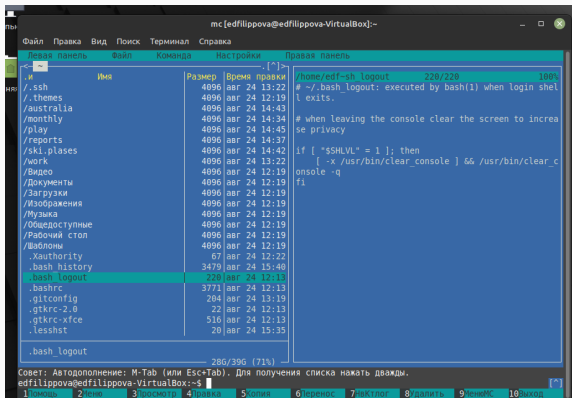 mc [edfilippova@edfilippova-VirtualBox]:~
Файл Правка Вид Поиск Терминал Справка
Левая панель Файл Команда Настройки Правая панель
<- ~ .[^]>
.и Имя Размер Время правки
/.ssh 4096 авг 24 13:22
/.themes 4096 авг 24 12:19
/australia 4096 авг 24 14:43
/monthly 4096 авг 24 14:34
/play 4096 авг 24 14:45
/reports 4096 авг 24 14:37
/ski.plases 4096 авг 24 14:42
/work 4096 авг 24 13:22
/Видео 4096 авг 24 12:19
/Документы 4096 авг 24 12:19
/Загрузки 4096 авг 24 12:19
/Изображения 4096 авг 24 12:19
/Музыка 4096 авг 24 12:19
/Общедоступные 4096 авг 24 12:19
/Рабочий стол 4096 авг 24 12:19
/Шаблоны 4096 авг 24 12:19
.Xauthority 67 авг 24 12:22
.bash_history 3479 авг 24 15:40
.bash_logout 220 авг 24 12:13
.bashrc 3771 авг 24 12:13
.gitconfig 204 авг 24 13:19
.gtkrc-2.0 22 авг 24 12:13
.gtkrc-xfce 516 авг 24 12:13
.lesshst 20 авг 24 15:35
.bash_logout
28G/39G (71%)
/home/edf~sh_logout 220/220 100%
# ~/.bash_logout: executed by bash(1) when login shel
l exits.
# when leaving the console clear the screen to increa
se privacy
if [ "$SHLVL" = 1 ]; then
[ -x /usr/bin/clear_console ] && /usr/bin/clear_c
onsole -q
fi
Совет: Автодополнение: M-Tab (или Esc+Tab). Для получения списка нажать дважды.
edfilippova@edfilippova-VirtualBox:~$ [^]
1Помощь 2Меню 3Просмотр 4Правка 5Копия 6Перенос 7НвКтлог 8Удалить 9МенюMC 10Выход